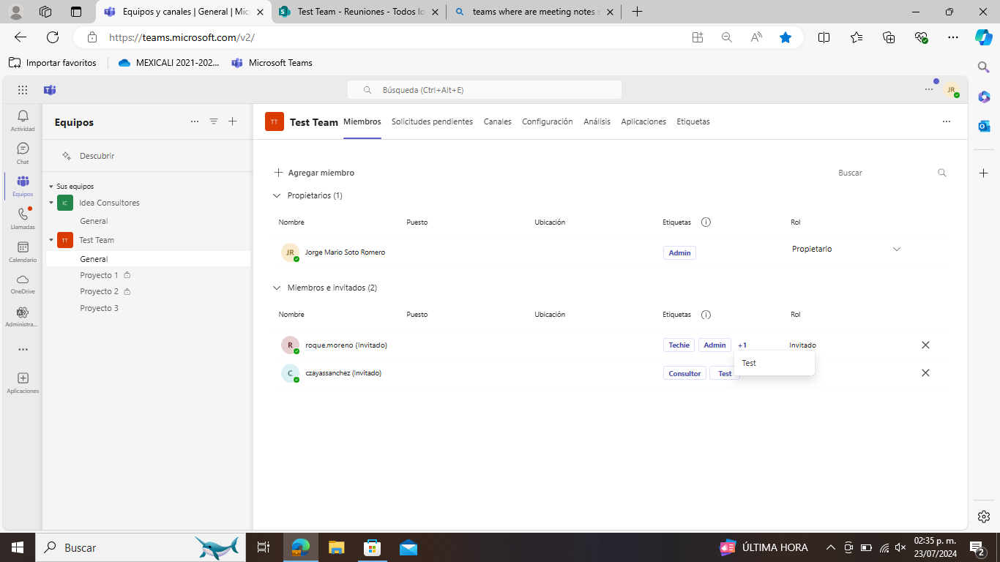 Equipos y canales | General | Mic
Test Team - Reuniones - Todos lo
teams where are meeting notes s
https://teams.microsoft.com/v2/
Importar favoritos
MEXICALI 2021-202...
Microsoft Teams
Búsqueda (Ctrl+Alt+E)
JR
Actividad
Chat
Equipos
Llamadas
Calendario
OneDrive
Administra...
Aplicaciones
Equipos
Descubrir
Sus equipos
IC Idea Consultores
General
TT Test Team
General
Proyecto 1
Proyecto 2
Proyecto 3
TT Test Team Miembros Solicitudes pendientes Canales Configuración Análisis Aplicaciones Etiquetas
Agregar miembro Buscar
Propietarios (1)
Nombre Puesto Ubicación Etiquetas Rol
JR Jorge Mario Soto Romero Admin Propietario
Miembros e invitados (2)
Nombre Puesto Ubicación Etiquetas Rol
R roque.moreno (Invitado) Techie Admin +1 Invitado
Test
C czayassanchez (Invitado) Consultor Test
Buscar
ÚLTIMA HORA
02:35 p. m.
23/07/2024
2